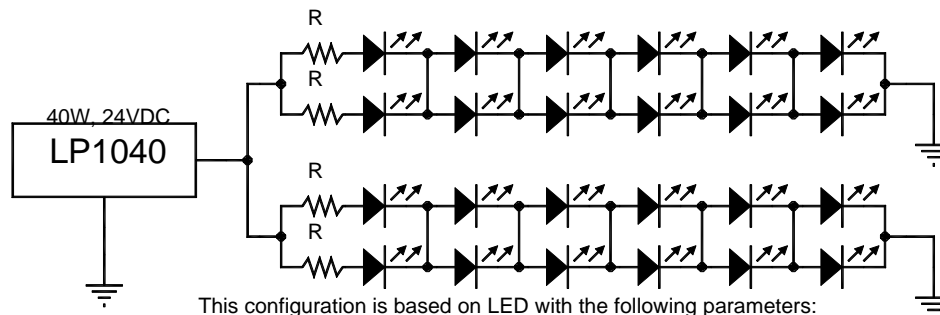 R
R
40W, 24VDC
LP1040
R
R
This configuration is based on LED with the following parameters: